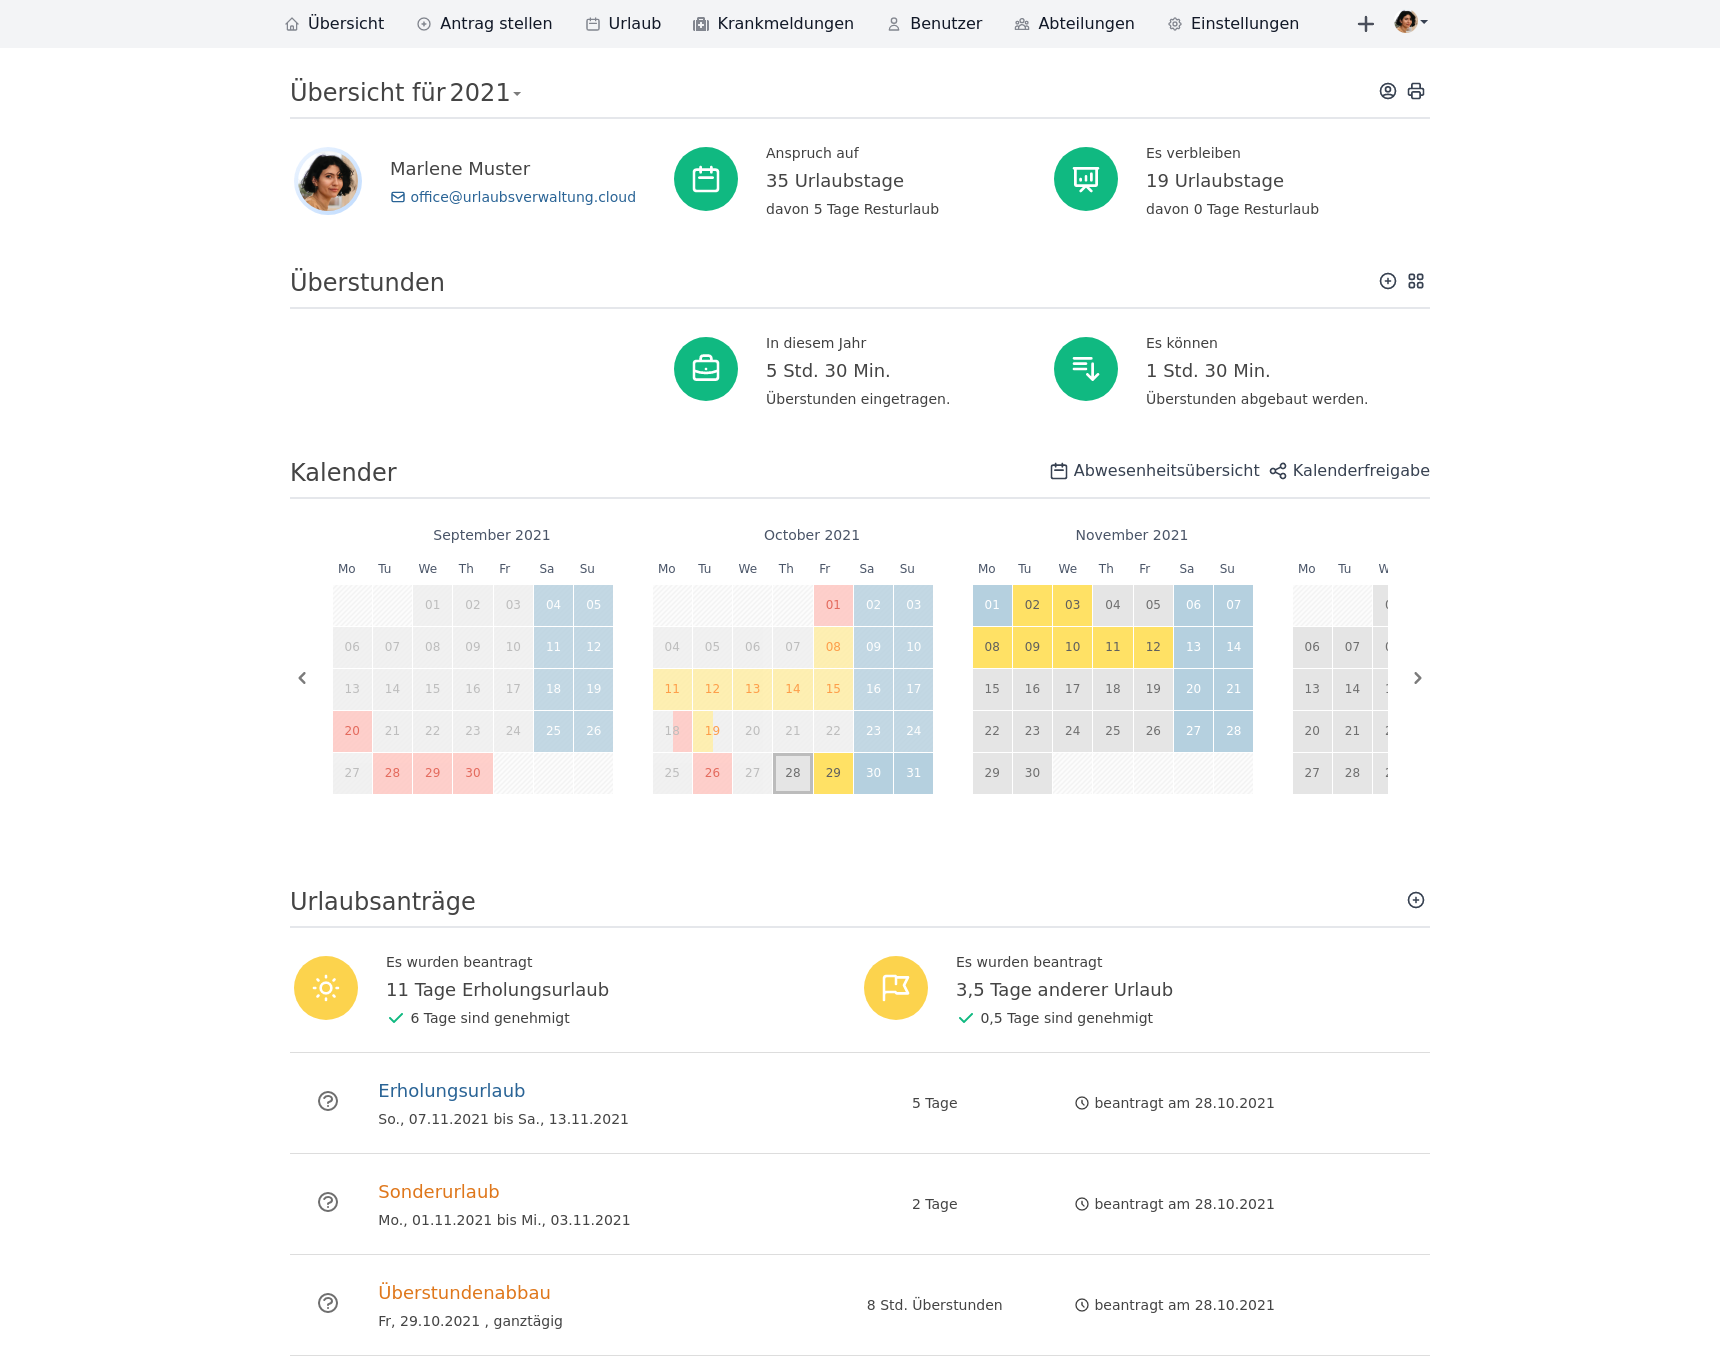 Übersicht Antrag stellen Urlaub Krankmeldungen Benutzer Abteilungen Einstellungen
Übersicht für 2021
Marlene Muster
office@urlaubsverwaltung.cloud
Anspruch auf
35 Urlaubstage
davon 5 Tage Resturlaub
Es verbleiben
19 Urlaubstage
davon 0 Tage Resturlaub
Überstunden
In diesem Jahr
5 Std. 30 Min.
Überstunden eingetragen.
Es können
1 Std. 30 Min.
Überstunden abgebaut werden.
Kalender
Abwesenheitsübersicht Kalenderfreigabe
September 2021
Mo Tu We Th Fr Sa Su
01 02 03 04 05
06 07 08 09 10 11 12
13 14 15 16 17 18 19
20 21 22 23 24 25 26
27 28 29 30
October 2021
Mo Tu We Th Fr Sa Su
01 02 03
04 05 06 07 08 09 10
11 12 13 14 15 16 17
18 19 20 21 22 23 24
25 26 27 28 29 30 31
November 2021
Mo Tu We Th Fr Sa Su
01 02 03 04 05 06 07
08 09 10 11 12 13 14
15 16 17 18 19 20 21
22 23 24 25 26 27 28
29 30
Mo Tu
06 07
13 14
20 21
27 28
Urlaubsanträge
Es wurden beantragt
11 Tage Erholungsurlaub
6 Tage sind genehmigt
Es wurden beantragt
3,5 Tage anderer Urlaub
0,5 Tage sind genehmigt
Erholungsurlaub
So., 07.11.2021 bis Sa., 13.11.2021
5 Tage
beantragt am 28.10.2021
Sonderurlaub
Mo., 01.11.2021 bis Mi., 03.11.2021
2 Tage
beantragt am 28.10.2021
Überstundenabbau
Fr, 29.10.2021 , ganztägig
8 Std. Überstunden
beantragt am 28.10.2021